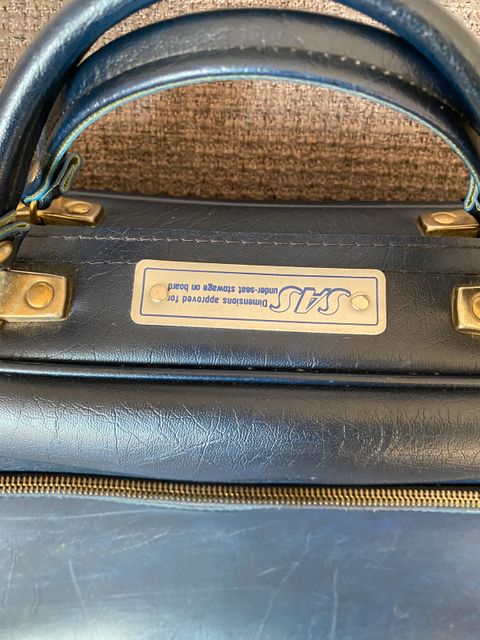 SAS
Dimensions approved for
under-seat stowage on board